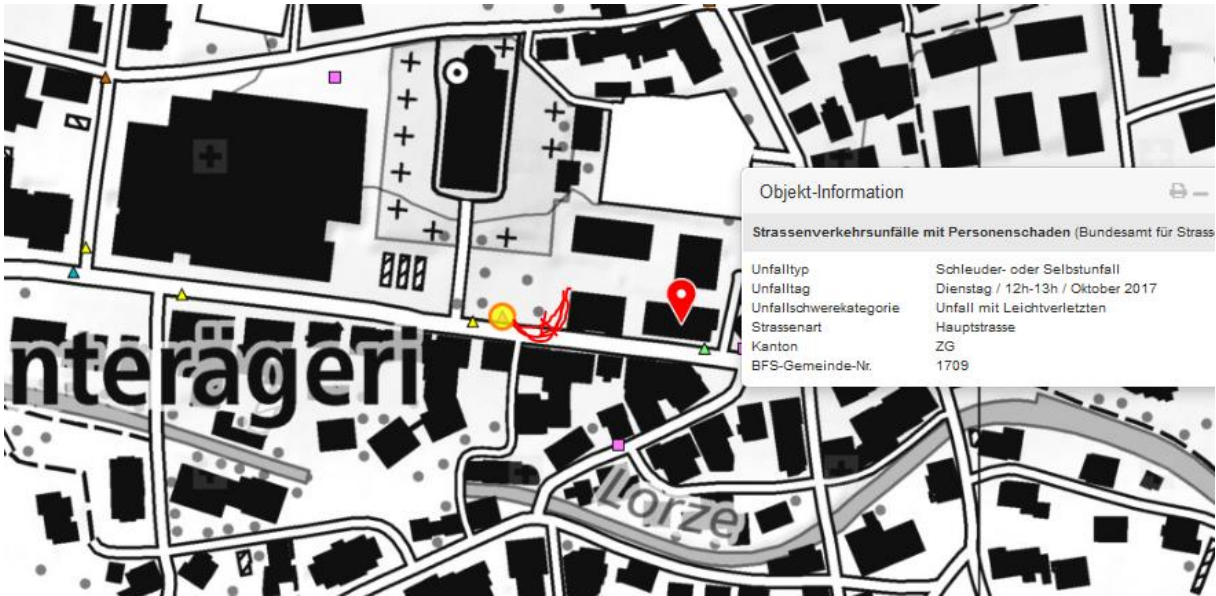 Objekt-Information
Strassenverkehrsunfälle mit Personenschaden (Bundesamt für Strass
Unfalltyp Schleuder- oder Selbstunfall
Unfalltag Dienstag / 12h-13h / Oktober 2017
Unfallschwerekategorie Unfall mit Leichtverletzten
Strassenart Hauptstrasse
Kanton ZG
BFS-Gemeinde-Nr. 1709
nterägeri
Lorze